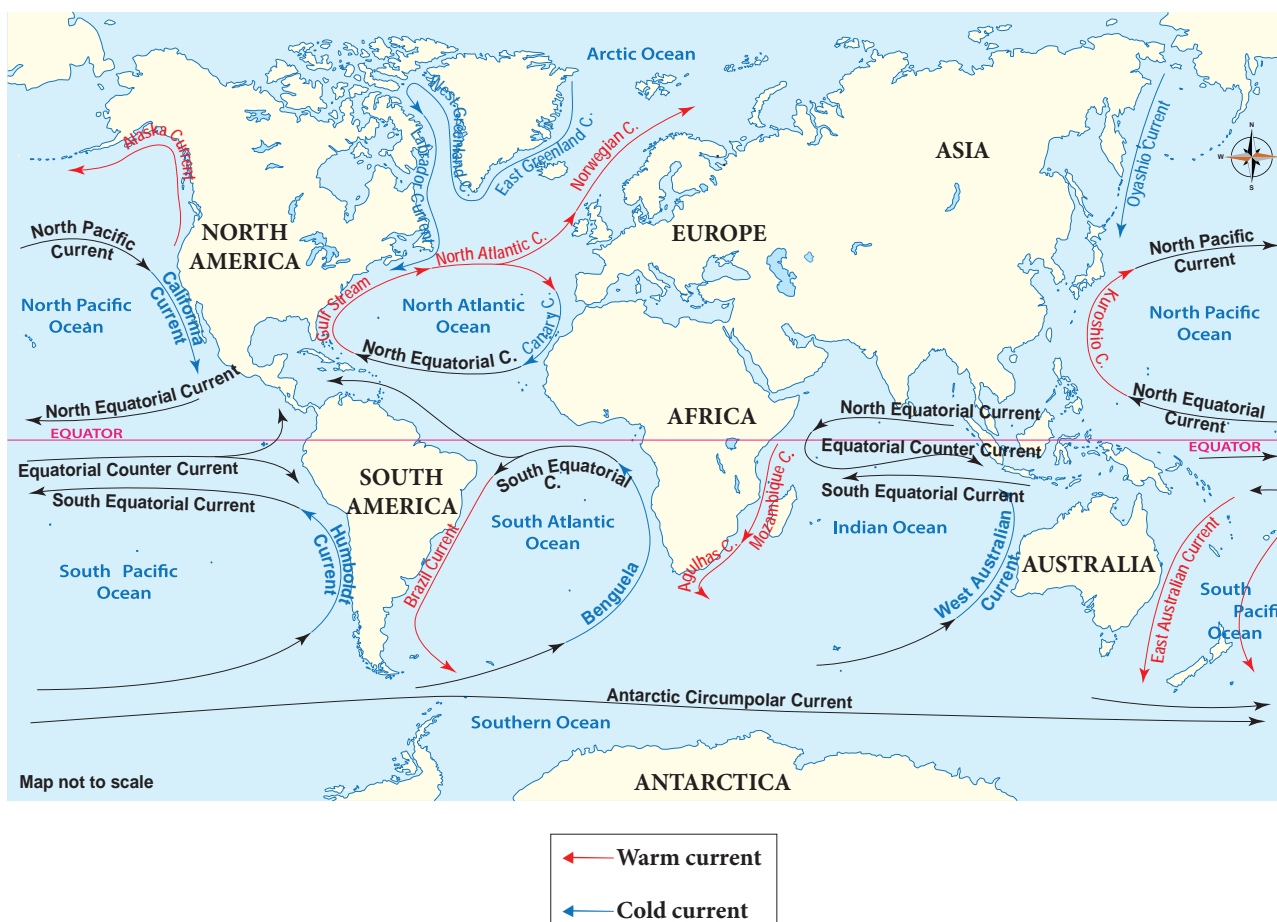 Arctic Ocean
West Greenland C.
East Greenland C.
Labrador Current
Norwegian C.
Alaska Current
ASIA
Oyashio Current
N
W
E
S
North Pacific
Current
NORTH
AMERICA
EUROPE
North Atlantic C.
North Pacific
Current
California
Current
North Pacific
Ocean
Gulf Stream
North Atlantic
Ocean
Canary C.
Kuroshio C.
North Pacific
Ocean
North Equatorial C.
North Equatorial Current
AFRICA
North Equatorial Current
North Equatorial
Current
EQUATOR
EQUATOR
Equatorial Counter Current
SOUTH
AMERICA
South Equatorial
C.
Equatorial Counter Current
South Equatorial Current
South Equatorial Current
Mozambique C.
Agulhas C.
Indian Ocean
Humboldt
Current
South Atlantic
Ocean
Brazil Current
Benguela
West Australian
Current
AUSTRALIA
East Australian Current
South Pacific
Ocean
South
Pacific
Ocean
Antarctic Circumpolar Current
Southern Ocean
ANTARCTICA
Map not to scale
Warm current
Cold current